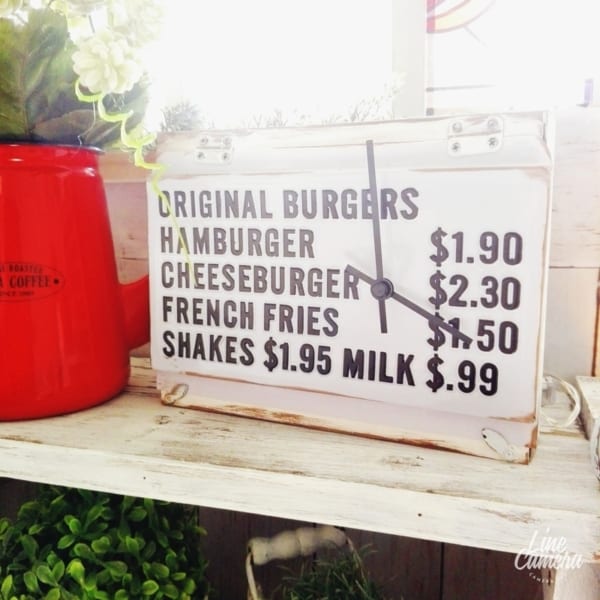 ORIGINAL BURGERS
HAMBURGER $1.90
CHEESEBURGER $2.30
FRENCH FRIES $1.50
SHAKES $1.95 MILK $.99
ROASTED
COFFEE
Line
Camera